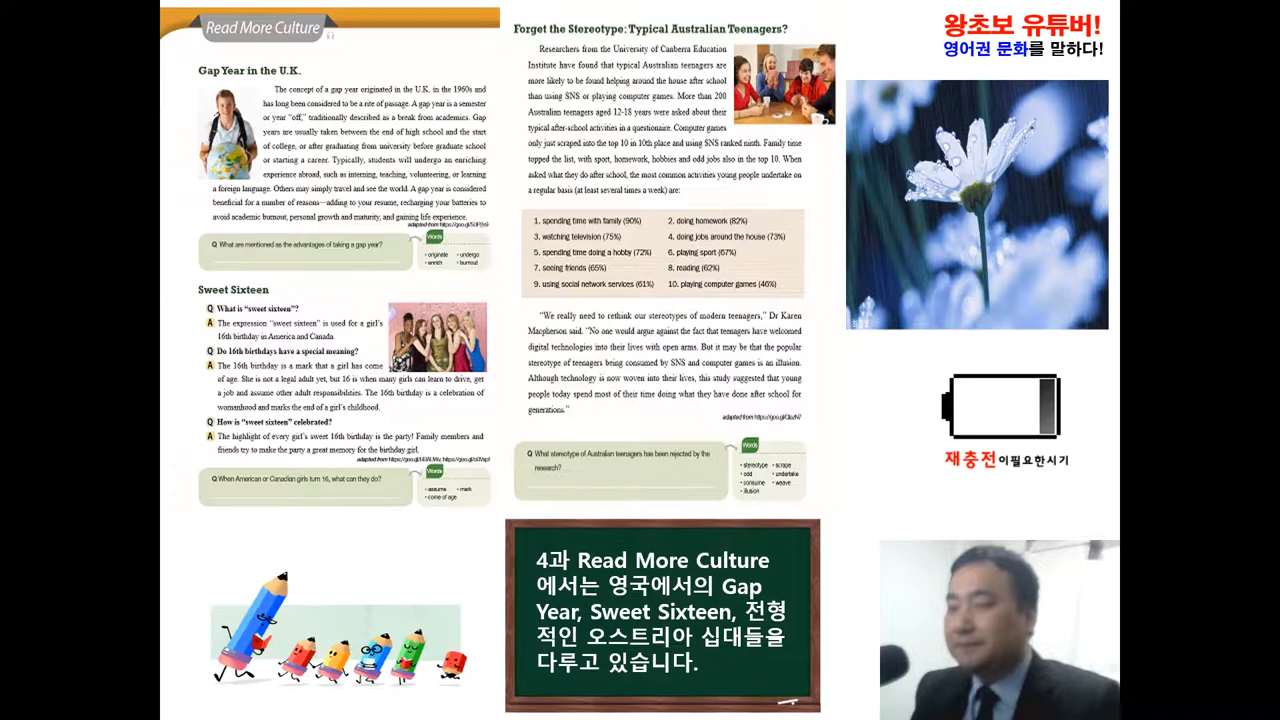 Read More Culture
Gap Year in the U.K.
The concept of a gap year originated in the U.K. in the 1960s and
has long been considered to be a rite of passage. A gap year is a semester
or year “off,” traditionally described as a break from academics. Gap
years are usually taken between the end of high school and the start
of college, or after graduating from university before graduate school
or starting a career. Typically, students will undergo an enriching
experience abroad, such as interning, teaching, volunteering, or learning
a foreign language. Others may simply travel and see the world. A gap year is considered
beneficial for a number of reasons—adding to your resume, recharging your batteries to
avoid academic burnout, personal growth and maturity, and gaining life experience.
adapted from
Q What are mentioned as the advantages of taking a gap year?
Words
• originate • undergo
• enrich • burnout
Sweet Sixteen
Q What is “sweet sixteen”?
A The expression “sweet sixteen” is used for a girl’s
16th birthday in America and Canada.
Q Do 16th birthdays have a special meaning?
A The 16th birthday is a mark that a girl has come
of age. She is not a legal adult yet, but 16 is when many girls can learn to drive, get
a job and assume other adult responsibilities. The 16th birthday is a celebration of
womanhood and marks the end of a girl’s childhood.
Q How is “sweet sixteen” celebrated?
A The highlight of every girl’s sweet 16th birthday is the party! Family members and
friends try to make the party a great memory for the birthday girl.
adapted from
Q When American or Canadian girls turn 16, what can they do?
Words
• assume • mark
• come of age
Forget the Stereotype: Typical Australian Teenagers?
Researchers from the University of Canberra Education
Institute have found that typical Australian teenagers are
more likely to be found helping around the house after school
than using SNS or playing computer games. More than 200
Australian teenagers aged 12-18 years were asked about their
typical after-school activities in a questionaire. Computer games
only just scraped into the top 10 in 10th place and using SNS ranked ninth. Family time
topped the list, with sport, homework, hobbies and odd jobs also in the top 10. When
asked what they do after school, the most common activities young people undertake on
a regular basis (at least several times a week) are:
1. spending time with family (90%) 2. doing homework (82%)
3. watching television (75%) 4. doing jobs around the house (73%)
5. spending time doing a hobby (72%) 6. playing sport (67%)
7. seeing friends (65%) 8. reading (62%)
9. using social network services (61%) 10. playing computer games (46%)
“We really need to rethink our stereotypes of modern teenagers,” Dr Karen
Macpherson said. “No one would argue against the fact that teenagers have welcomed
digital technologies into their lives with open arms. But it may be that the popular
stereotype of teenagers being consumed by SNS and computer games is an illusion.
Although technology is now woven into their lives, this study suggested that young
people today spend most of their time doing what they have done after school for
generations.”
adapted from
Q What stereotype of Australian teenagers has been rejected by the
research?
Words
• stereotype • scrape
• odd • undertake
• consume • weave
• illusion
왕초보 유튜버!
영어권 문화를 말하다!
재충전이필요한시기
4과 Read More Culture
에서는 영국에서의 Gap
Year, Sweet Sixteen, 전형
적인 오스트리아 십대들을
다루고 있습니다.